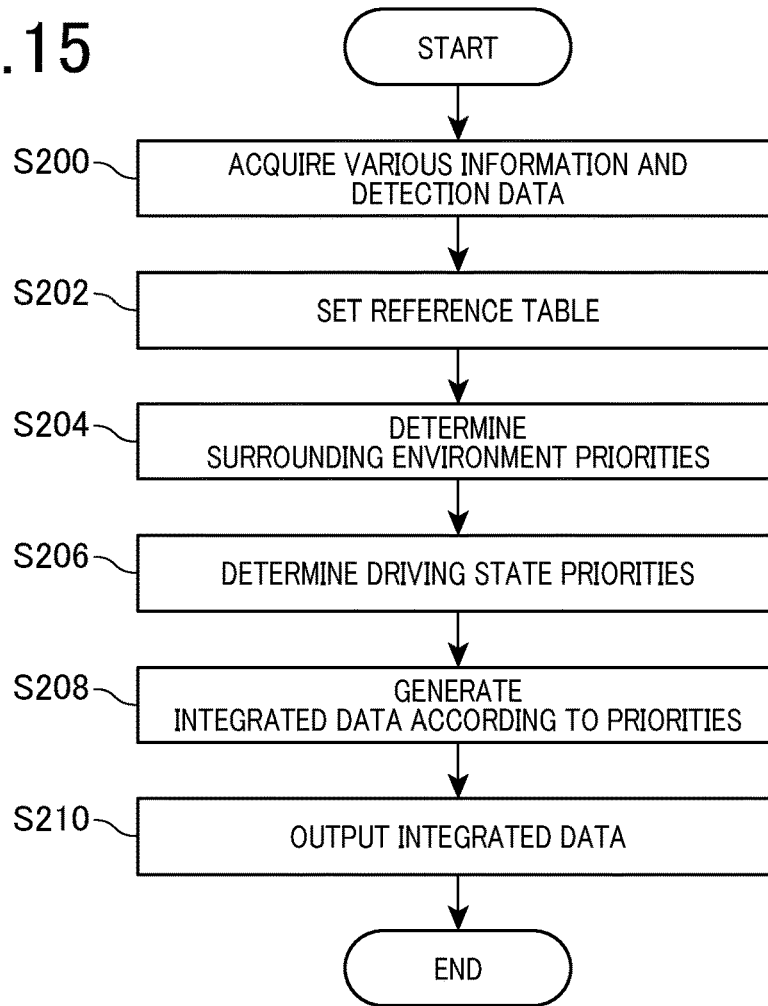 .15
START
S200
ACQUIRE VARIOUS INFORMATION AND
DETECTION DATA
S202
SET REFERENCE TABLE
S204
DETERMINE
SURROUNDING ENVIRONMENT PRIORITIES
S206
DETERMINE DRIVING STATE PRIORITIES
S208
GENERATE
INTEGRATED DATA ACCORDING TO PRIORITIES
S210
OUTPUT INTEGRATED DATA
END